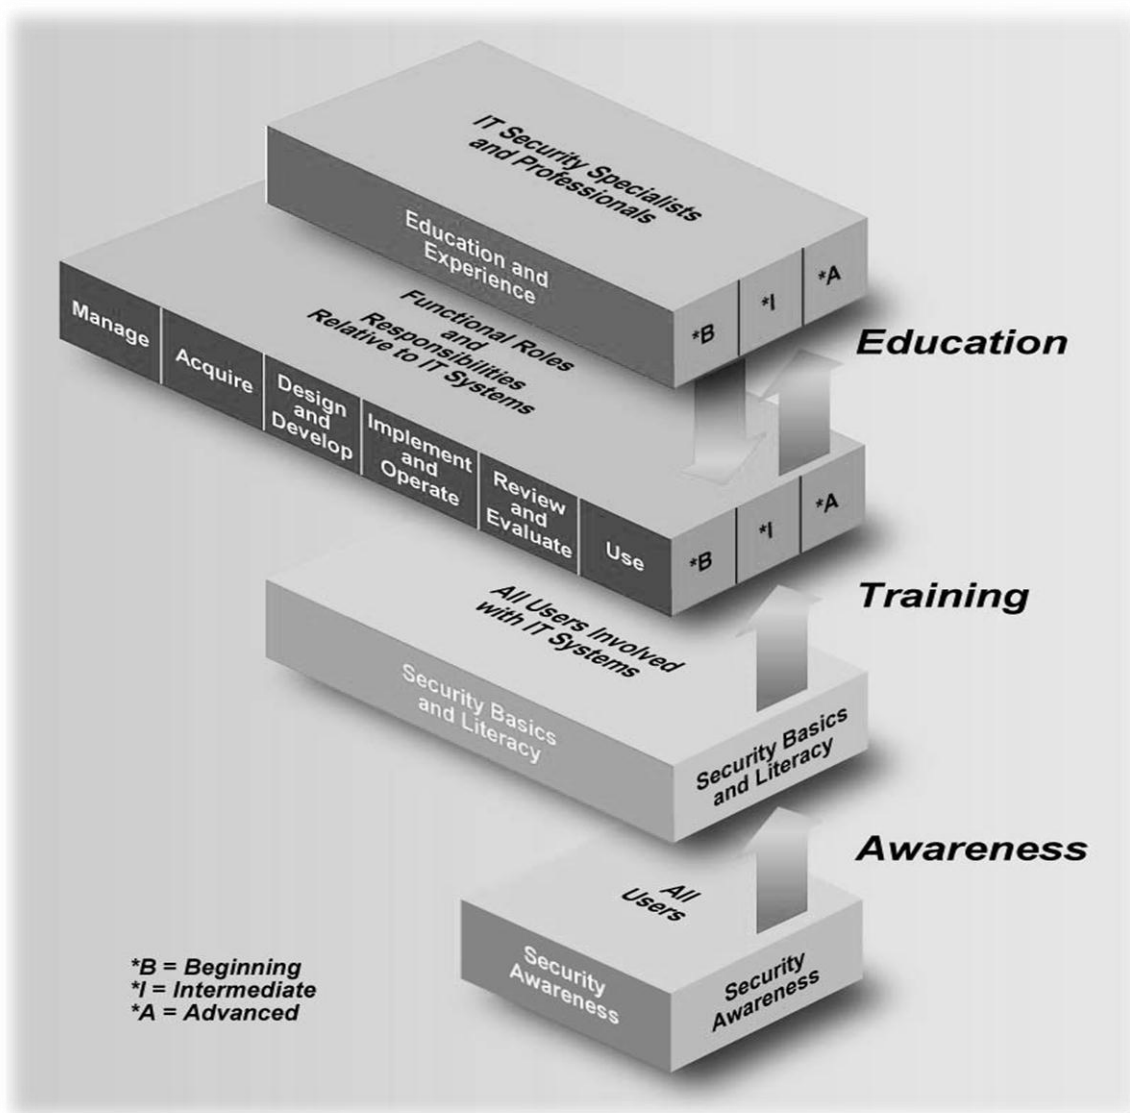 IT Security Specialists
and Professionals
Education and
Experience
*B
*I
*A
Education
Functional Roles
and
Responsibilities
Relative to IT Systems
Manage
Acquire
Design
and
Develop
Implement
and
Operate
Review
and
Evaluate
Use
*B
*I
*A
Training
All Users Involved
with IT Systems
Security Basics
and Literacy
Security Basics
and Literacy
Awareness
All
Users
Security
Awareness
Security
Awareness
*B = Beginning
*I = Intermediate
*A = Advanced